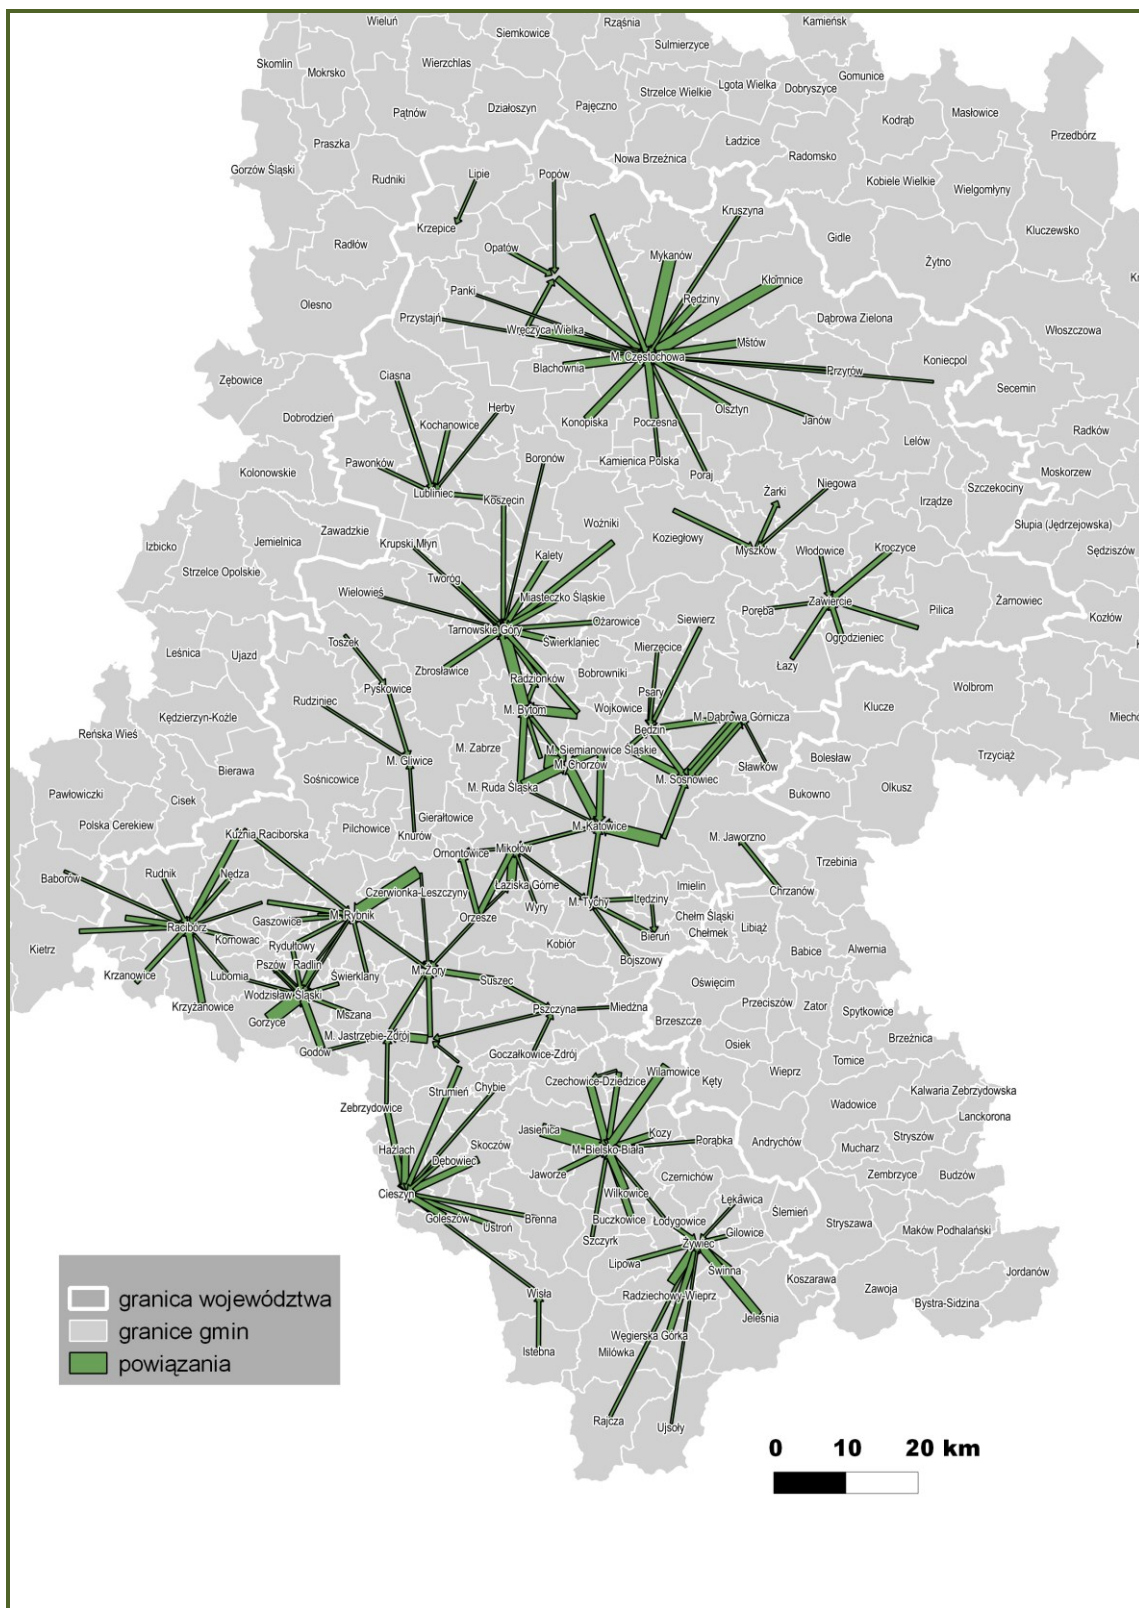 Wieluń
Rząśnia
Kamieńsk
Siemkowice
Sulmierzyce
Skomlin
Mokrsko
Wierzchlas
Gomunice
Pajęczno
Strzelce Wielkie
Lgota Wielka
Dobryszyce
Działoszyn
Pątnów
Masłowice
Kodrąb
Przedbórz
Praszka
Ładzice
Radomsko
Nowa Brzeźnica
Gorzów Śląski
Rudniki
Lipie
Popów
Kobiele Wielkie
Wielgomłyny
Krzepice
Kruszyna
Radłów
Opatów
Gidle
Kluczewsko
Mykanów
Żytno
Kłomnice
Panki
Rędziny
Olesno
Przystajń
Wręczyca Wielka
Dąbrowa Zielona
Włoszczowa
Mstów
M. Częstochowa
Koniecpol
Blachownia
Przyrów
Zębowice
Ciasna
Secemin
Dobrodzień
Herby
Olsztyn
Konopiska
Poczesna
Janów
Kochanowice
Radków
Lelów
Boronów
Kamienica Polska
Pawonków
Kolonowskie
Poraj
Moskorzew
Lubliniec
Niegowa
Żarki
Szczekociny
Koszęcin
Irządze
Woźniki
Zawadzkie
Słupia (Jędrzejowska)
Koziegłowy
Izbicko
Jemielnica
Krupski Młyn
Kalety
Myszków
Włodowice
Kroczyce
Sędziszów
Strzelce Opolskie
Tworóg
Wielowieś
Miasteczko Śląskie
Zawiercie
Żarnowiec
Poręba
Pilica
Kozłów
Ożarowice
Siewierz
Tarnowskie Góry
Świerklaniec
Ogrodzieniec
Toszek
Leśnica
Ujazd
Mierzęcice
Zbrosławice
Bobrowniki
Łazy
Radzionków
Pyskowice
Wolbrom
Psary
Rudziniec
Wojkowice
Klucze
Kędzierzyn-Koźle
M. Bytom
M. Dąbrowa Górnicza
Reńska Wieś
Będzin
M. Zabrze
M. Siemianowice Śląskie
Trzyciąż
M. Gliwice
M. Chorzów
Bolesław
Bierawa
Sławków
Sośnicowice
M. Sosnowiec
Olkusz
M. Ruda Śląska
Pawłowiczki
Cisek
Bukowno
Gierałtowice
Polska Cerekiew
Pilchowice
M. Katowice
Kuźnia Raciborska
Knurów
M. Jaworzno
Ornontowice
Mikołów
Trzebinia
Baborów
Rudnik
Nędza
Łaziska Górne
Imielin
Czerwionka-Leszczyny
Chrzanów
M. Tychy
Lędziny
Wyry
M. Rybnik
Orzesze
Chełm Śląski
Libiąż
Gaszowice
Racibórz
Chełmek
Bieruń
Kornowac
Rydułtowy
Kobiór
Kietrz
Babice
Alwernia
Bojszowy
Pszów
Radlin
Krzanowice
Lubomia
Świerklany
M. Żory
Suszec
Oświęcim
Wodzisław Śląski
Przeciszów
Zator
Krzyżanowice
Spytkowice
Mszana
Pszczyna
Miedźna
Gorzyce
Brzeszcze
M. Jastrzębie-Zdrój
Brzeźnica
Osiek
Godów
Goczałkowice-Zdrój
Tomice
Wieprz
Czechowice-Dziedzice
Wilamowice
Kęty
Strumień
Chybie
Kalwaria Zebrzydowska
Zebrzydowice
Wadowice
Lanckorona
Jasienica
Kozy
Stryszów
Andrychów
Porąbka
Mucharz
Hażlach
Skoczów
M. Bielsko-Biała
Dębowiec
Jaworze
Czernichów
Zembrzyce
Budzów
Cieszyn
Wilkowice
Łękawica
Goleszów
Brenna
Ustroń
Buczkowice
Łodygowice
Ślemień
Stryszawa
Maków Podhalański
Gilowice
Szczyrk
Żywiec
Lipowa
Świnna
Koszarawa
Jordanów
Wisła
Radziechowy-Wieprz
Zawoja
Bystra-Sidzina
Jeleśnia
Węgierska Górka
Istebna
Milówka
Rajcza
Ujsoły
granica województwa
granice gmin
powiązania
0 10 20 km